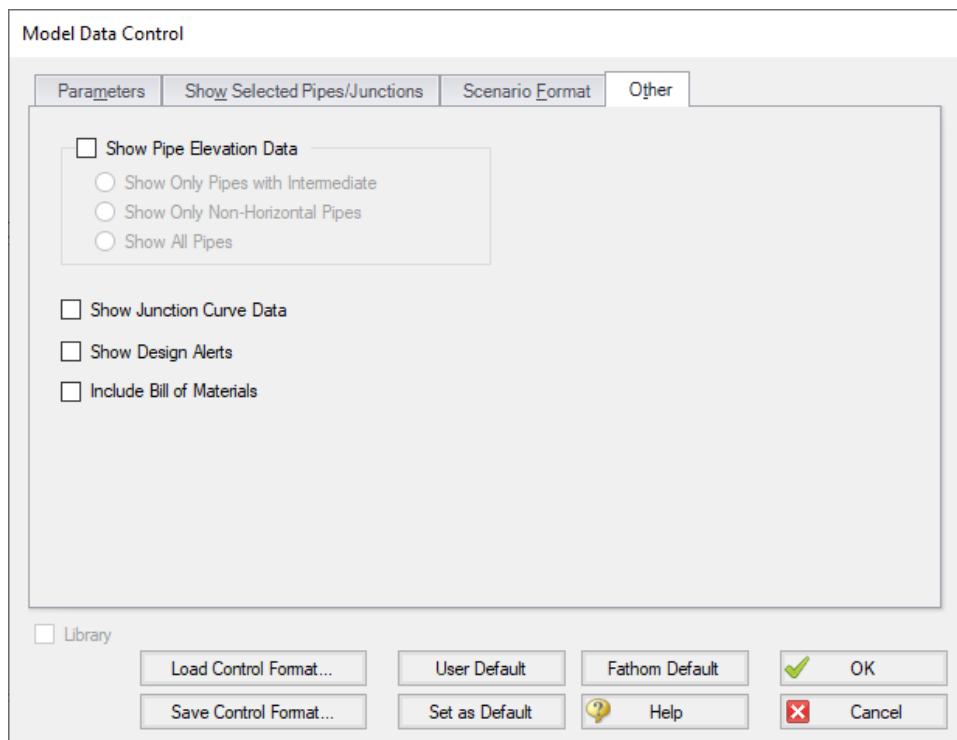 Model Data Control
Parameters
Show Selected Pipes/Junctions
Scenario Format
Other
Show Pipe Elevation Data
Show Only Pipes with Intermediate
Show Only Non-Horizontal Pipes
Show All Pipes
Show Junction Curve Data
Show Design Alerts
Include Bill of Materials
Library
Load Control Format...
User Default
Fathom Default
OK
Save Control Format...
Set as Default
Help
Cancel